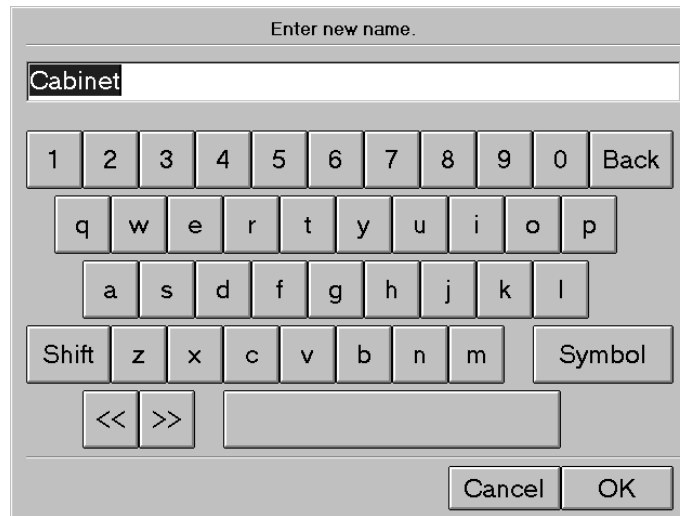 Enter new name.
Cabinet
1 2 3 4 5 6 7 8 9 0 Back
q w e r t y u i o p
a s d f g h j k l
Shift z x c v b n m Symbol
<< >>
Cancel OK